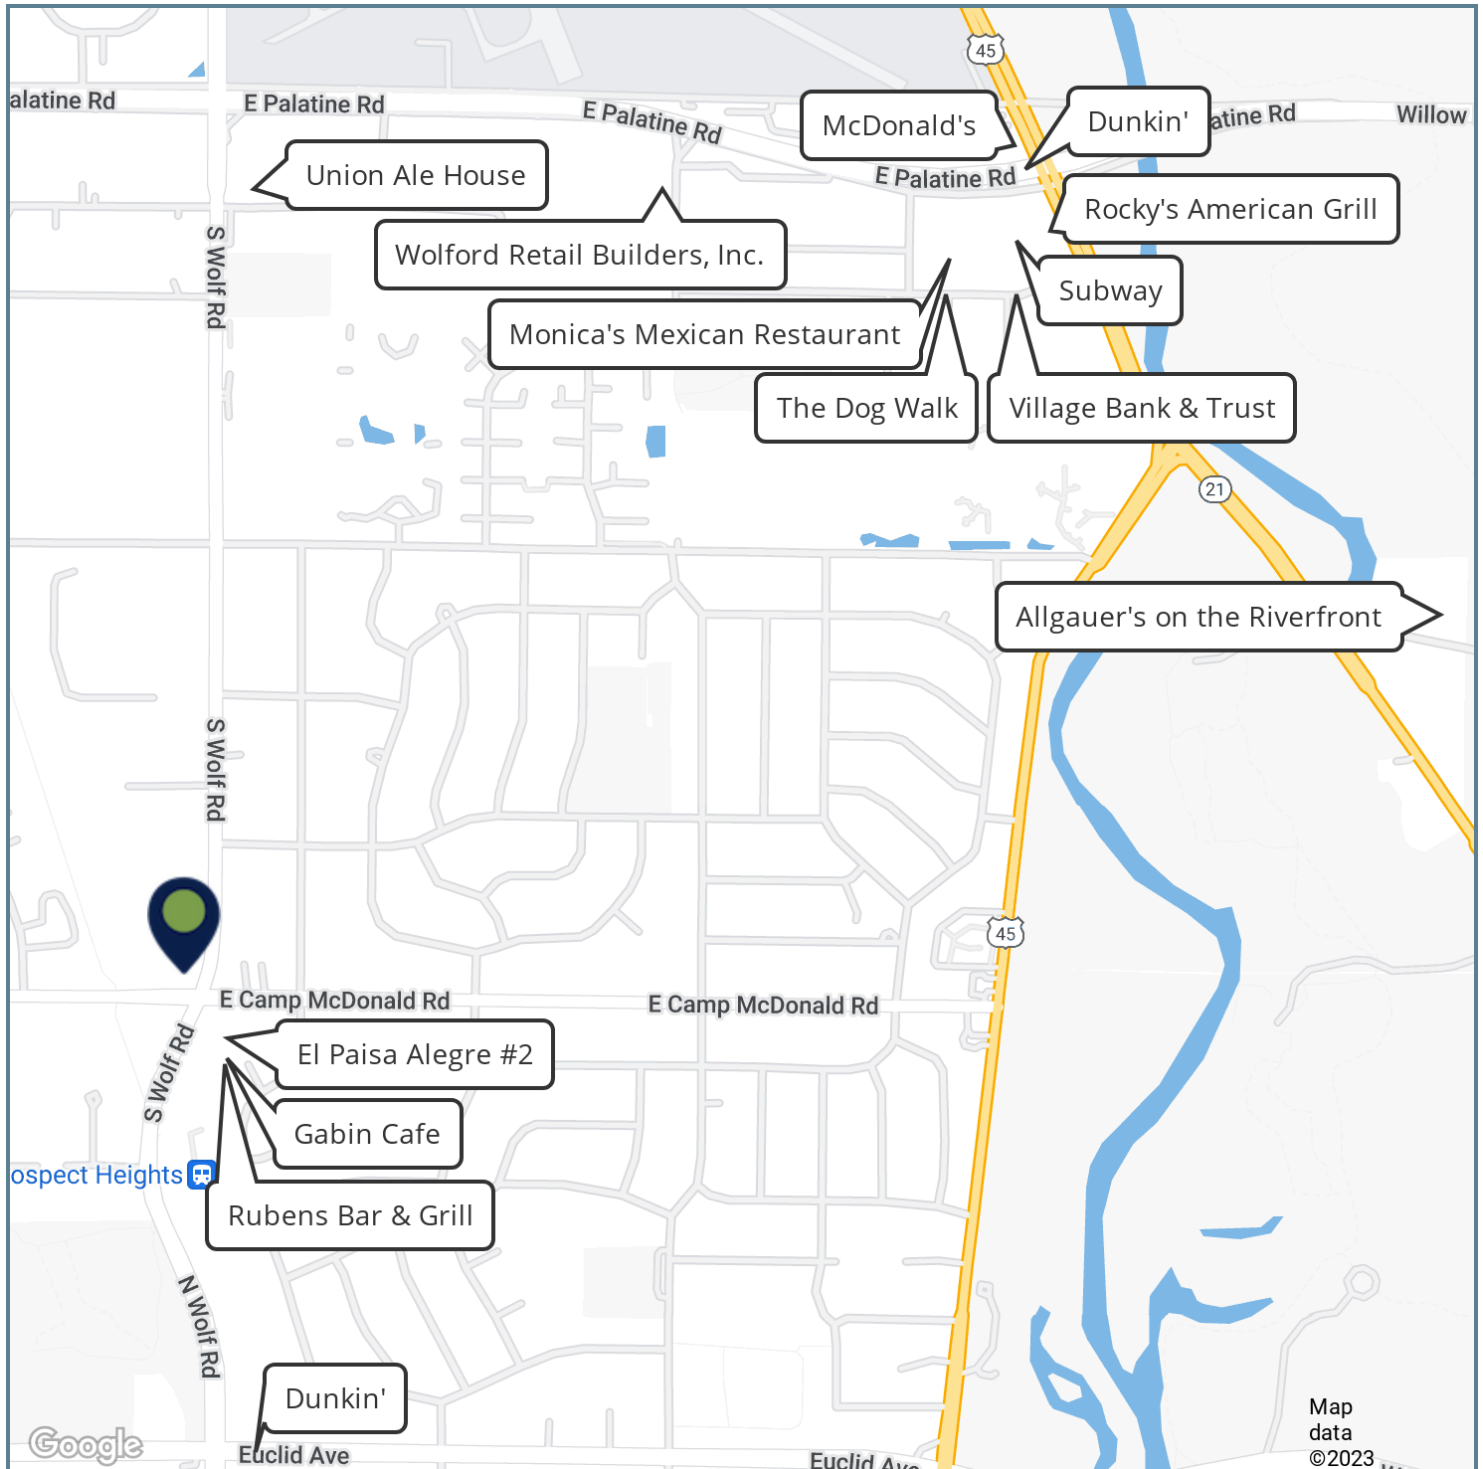 45
alatine Rd
E Palatine Rd
E Palatine Rd
McDonald's
Dunkin'
atine Rd
Willow
Union Ale House
E Palatine Rd
Rocky's American Grill
S Wolf Rd
Wolford Retail Builders, Inc.
Subway
Monica's Mexican Restaurant
The Dog Walk
Village Bank & Trust
21
Allgauer's on the Riverfront
S Wolf Rd
45
E Camp McDonald Rd
E Camp McDonald Rd
S Wolf Rd
El Paisa Alegre #2
Gabin Cafe
ospect Heights
Rubens Bar & Grill
N Wolf Rd
Dunkin'
Google
Euclid Ave
Euclid Ave
Map
data
©2023